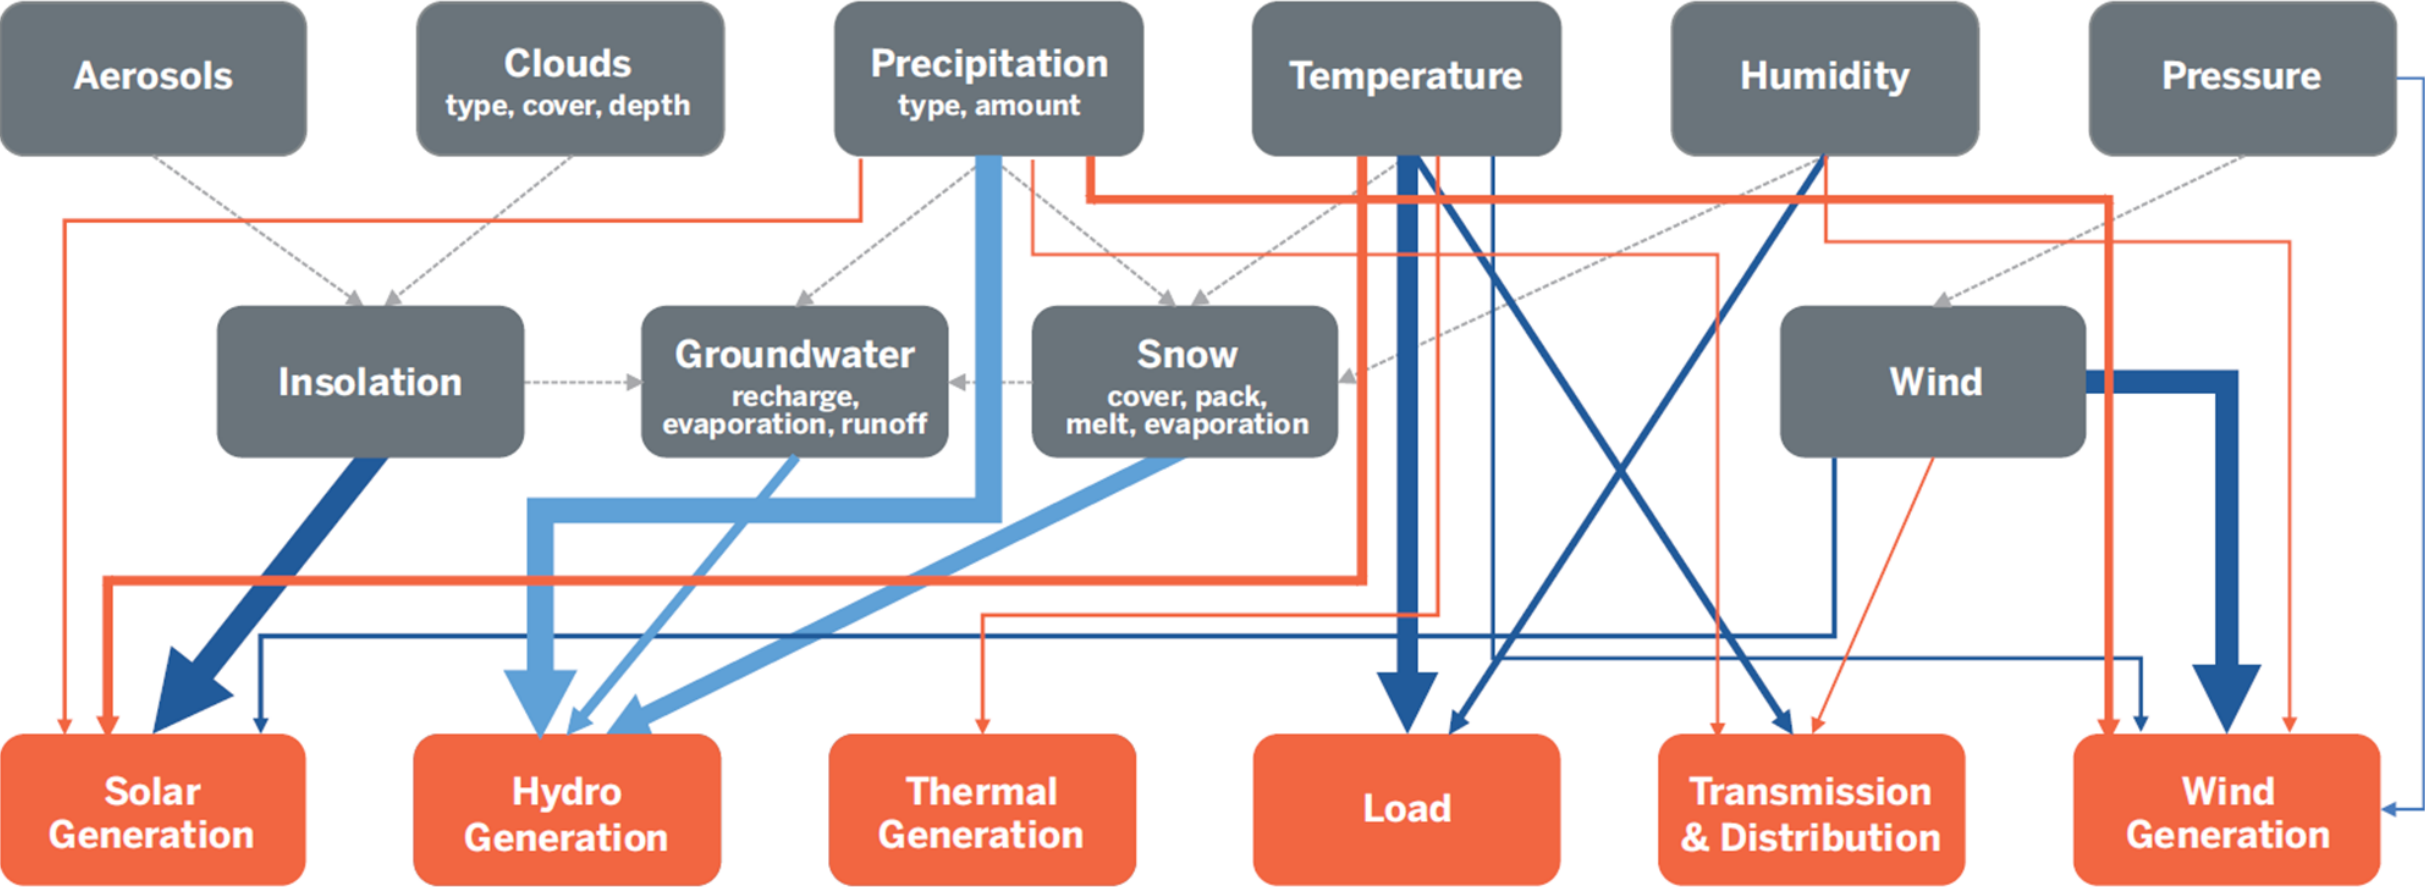 Aerosols
Clouds
type, cover, depth
Precipitation
type, amount
Temperature
Humidity
Pressure
Insolation
Groundwater
recharge,
evaporation, runoff
Snow
cover, pack,
melt, evaporation
Wind
Solar
Generation
Hydro
Generation
Thermal
Generation
Load
Transmission
& Distribution
Wind
Generation